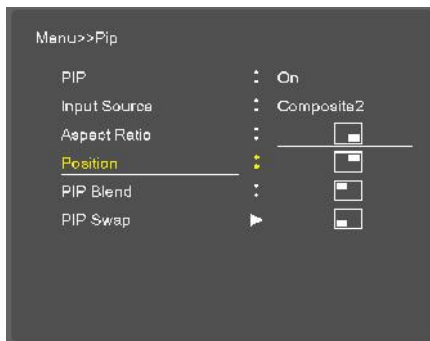 Menu>>Pip
PIP : On
Input Source : Composite2
Aspect Ratio :
Position :
PIP Blend :
PIP Swap ▶